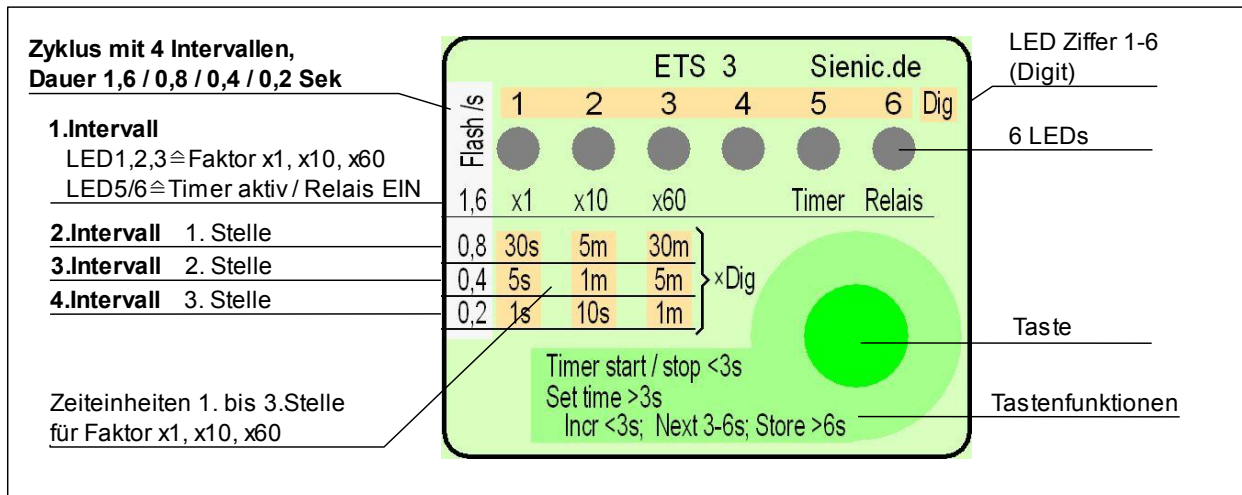 Zyklus mit 4 Intervallen,
Dauer 1,6 / 0,8 / 0,4 / 0,2 Sek
1.Intervall
LED1,2,3≙Faktor x1, x10, x60
LED5/6≙Timer aktiv / Relais EIN
2.Intervall 1. Stelle
3.Intervall 2. Stelle
4.Intervall 3. Stelle
Zeiteinheiten 1. bis 3.Stelle
für Faktor x1, x10, x60
ETS 3 Sienic.de
Flash /s
1 2 3 4 5 6 Dig
1,6 x1 x10 x60 Timer Relais
0,8 30s 5m 30m
0,4 5s 1m 5m
×Dig
0,2 1s 10s 1m
Timer start / stop <3s
Set time >3s
Incr <3s; Next 3-6s; Store >6s
LED Ziffer 1-6
(Digit)
6 LEDs
Taste
Tastenfunktionen